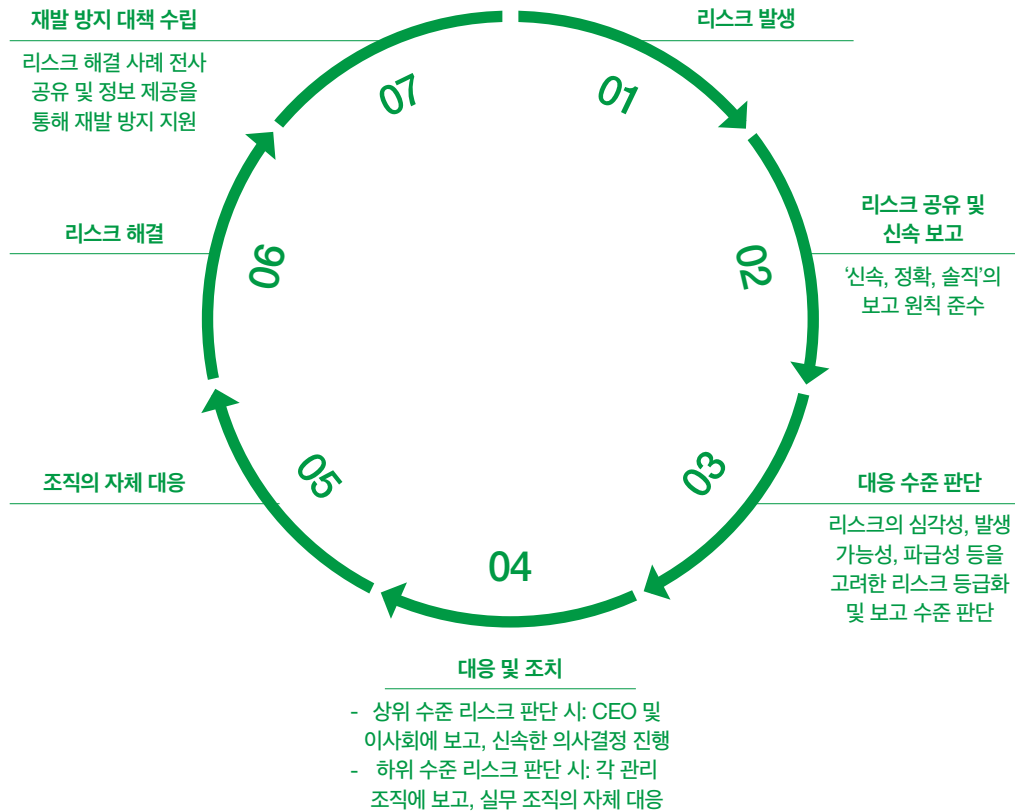 01
리스크 발생
02
리스크 공유 및
신속 보고
‘신속, 정확, 솔직’의
보고 원칙 준수
03
대응 수준 판단
리스크의 심각성, 발생
가능성, 파급성 등을
고려한 리스크 등급화
및 보고 수준 판단
04
대응 및 조치
- 상위 수준 리스크 판단 시: CEO 및
이사회에 보고, 신속한 의사결정 진행
- 하위 수준 리스크 판단 시: 각 관리
조직에 보고, 실무 조직의 자체 대응
05
조직의 자체 대응
06
리스크 해결
07
재발 방지 대책 수립
리스크 해결 사례 전사
공유 및 정보 제공을
통해 재발 방지 지원